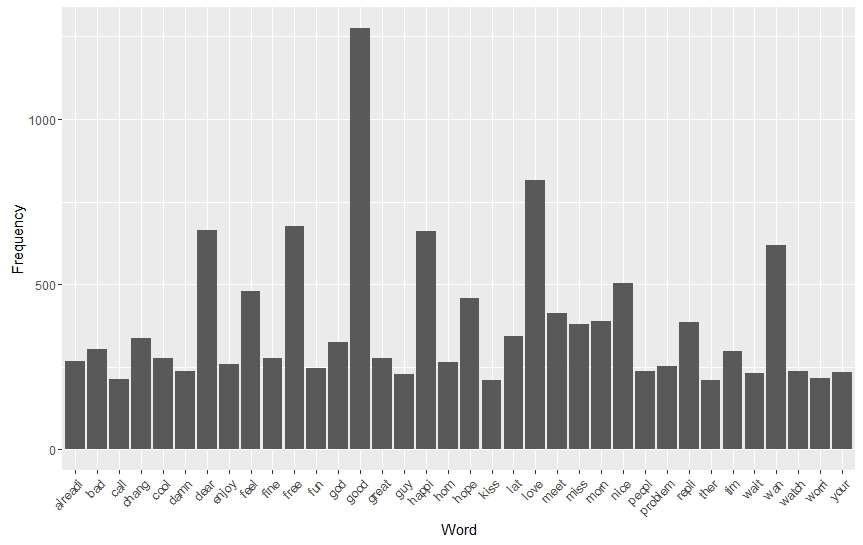 1000
500
0
Frequency
alreadi
bad
call
chang
cool
damn
dear
enjoy
feel
fine
free
fun
god
good
great
guy
happi
hom
hope
kiss
lat
love
meet
miss
morn
nice
peopl
problem
repli
ther
tim
wait
wan
watch
worri
your
Word